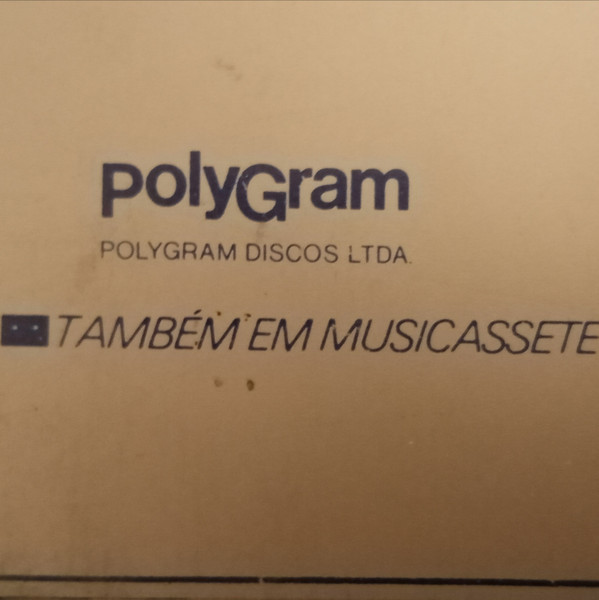 polyGram
POLYGRAM DISCOS LTDA.
TAMBÉM EM MUSICASSETE